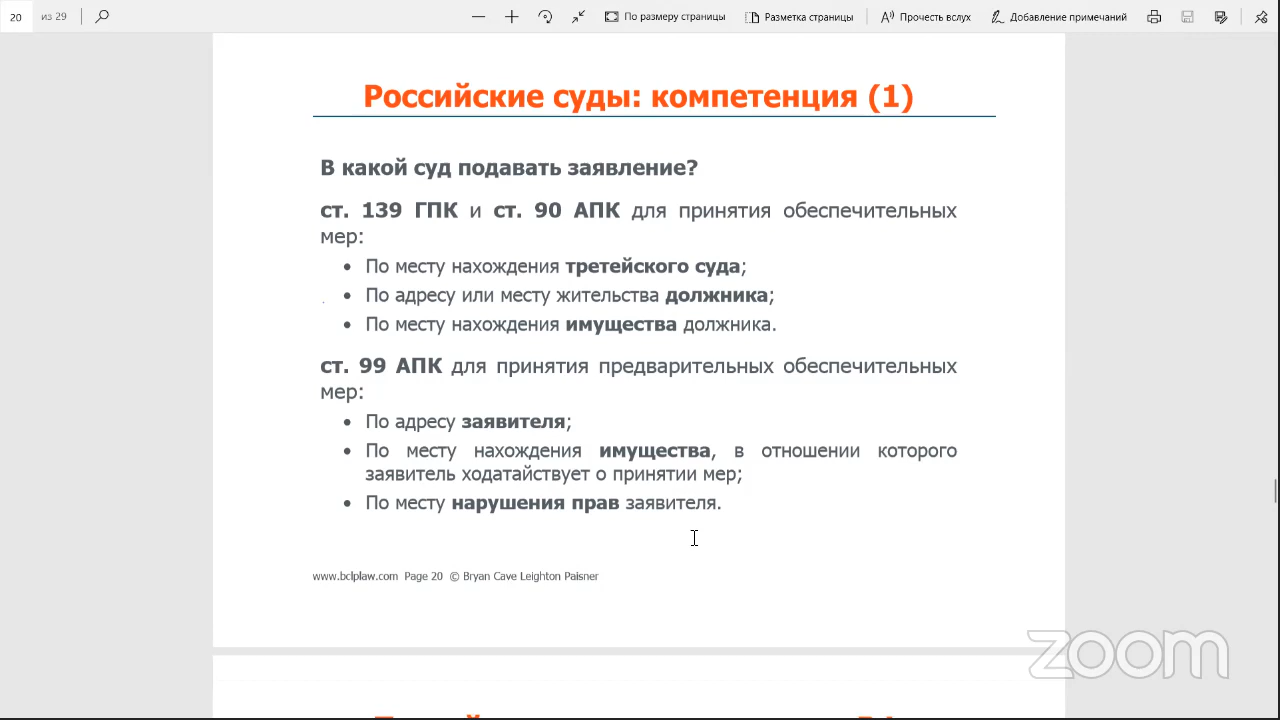 20 из 29 По размеру страницы Разметка страницы Прочесть вслух Добавление примечаний
Российские суды: компетенция (1)
В какой суд подавать заявление?
ст. 139 ГПК и ст. 90 АПК для принятия обеспечительных
мер:
• По месту нахождения третейского суда;
• По адресу или месту жительства должника;
• По месту нахождения имущества должника.
ст. 99 АПК для принятия предварительных обеспечительных
мер:
• По адресу заявителя;
• По месту нахождения имущества, в отношении которого
заявитель ходатайствует о принятии мер;
• По месту нарушения прав заявителя.
www.bclplaw.com Page 20 © Bryan Cave Leighton Paisner
zoom